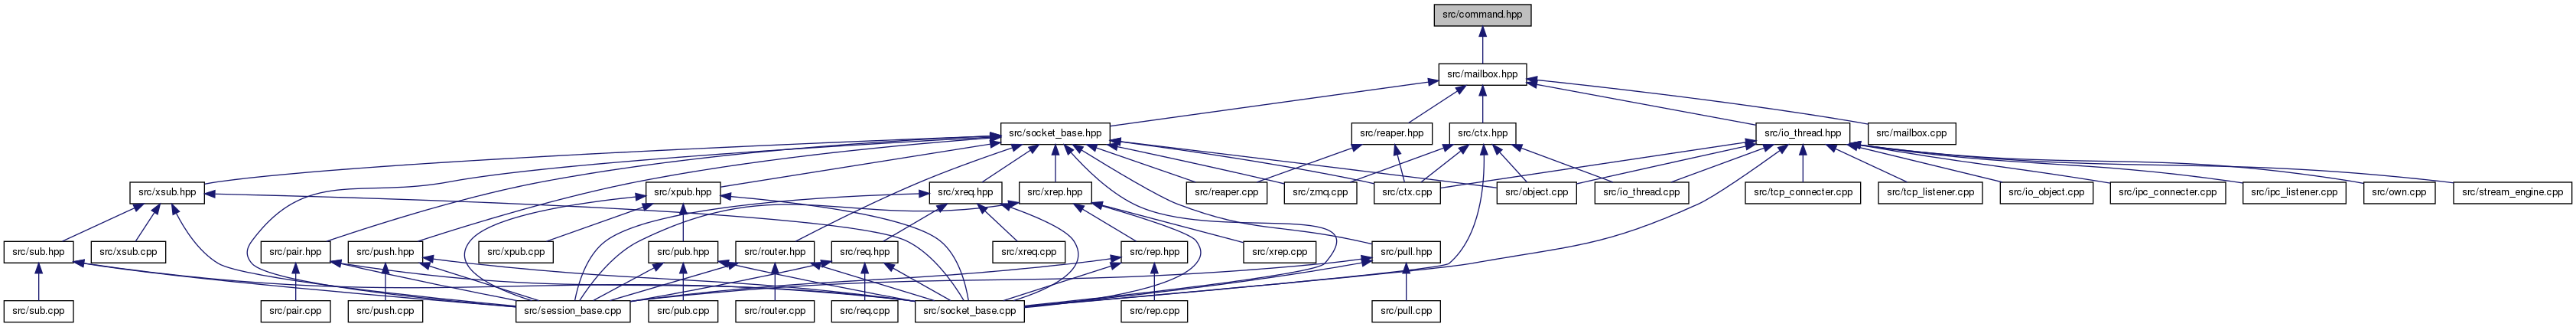 src/command.hpp
src/mailbox.hpp
src/socket_base.hpp
src/reaper.hpp
src/ctx.hpp
src/io_thread.hpp
src/mailbox.cpp
src/xsub.hpp
src/xpub.hpp
src/xreq.hpp
src/xrep.hpp
src/reaper.cpp
src/zmq.cpp
src/ctx.cpp
src/object.cpp
src/io_thread.cpp
src/tcp_connecter.cpp
src/tcp_listener.cpp
src/io_object.cpp
src/ipc_connecter.cpp
src/ipc_listener.cpp
src/own.cpp
src/stream_engine.cpp
src/sub.hpp
src/xsub.cpp
src/pair.hpp
src/push.hpp
src/xpub.cpp
src/pub.hpp
src/router.hpp
src/req.hpp
src/xreq.cpp
src/rep.hpp
src/xrep.cpp
src/pull.hpp
src/sub.cpp
src/pair.cpp
src/push.cpp
src/session_base.cpp
src/pub.cpp
src/router.cpp
src/req.cpp
src/socket_base.cpp
src/rep.cpp
src/pull.cpp